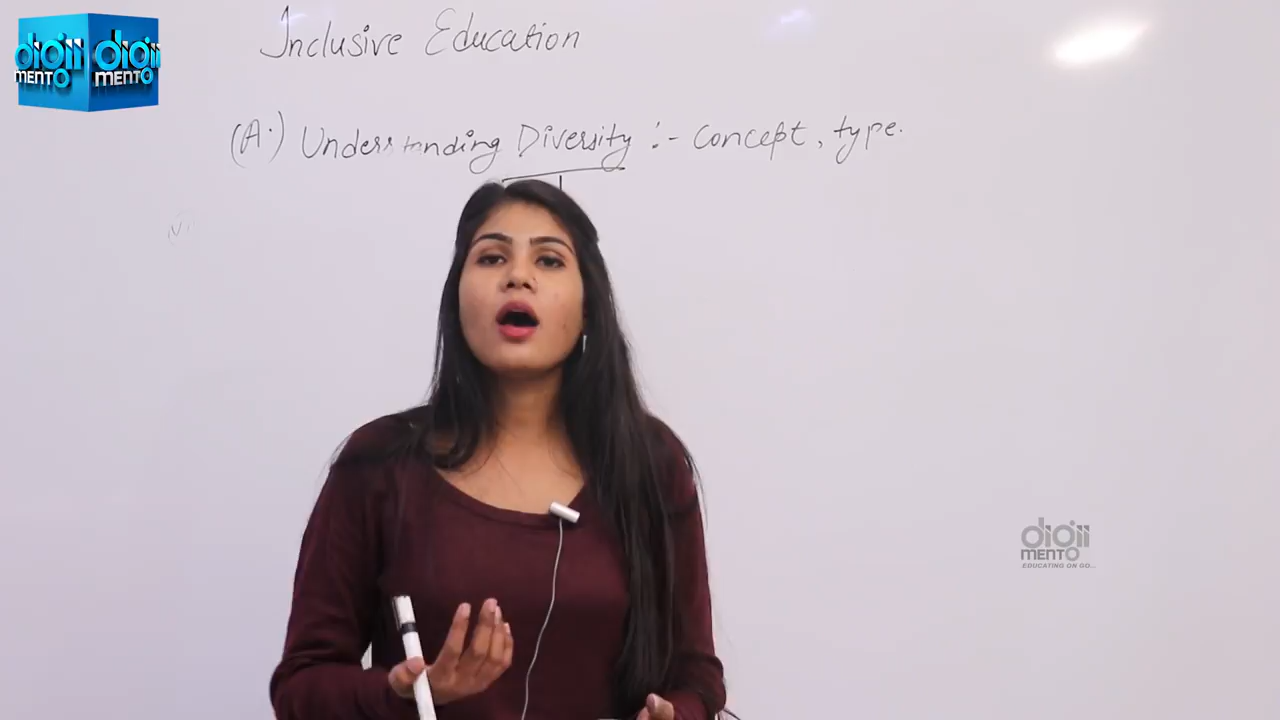 digii
MENTO
digii
MENTO
Inclusive Education
(A.) Understanding Diversity :- Concept, type.
digii
MENTO
EDUCATING ON GO...